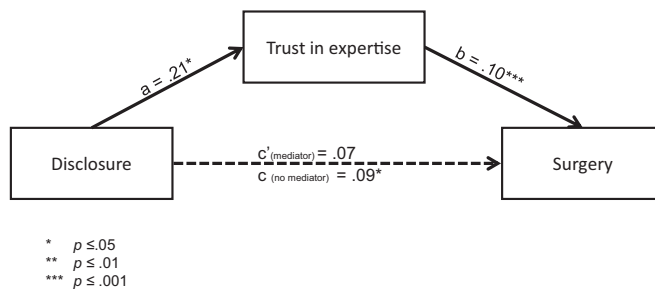 Trust in expertise
a = .21*
b = .10***
Disclosure
c'(mediator) = .07
c (no mediator) = .09*
Surgery
* p ≤.05
** p ≤ .01
*** p ≤ .001